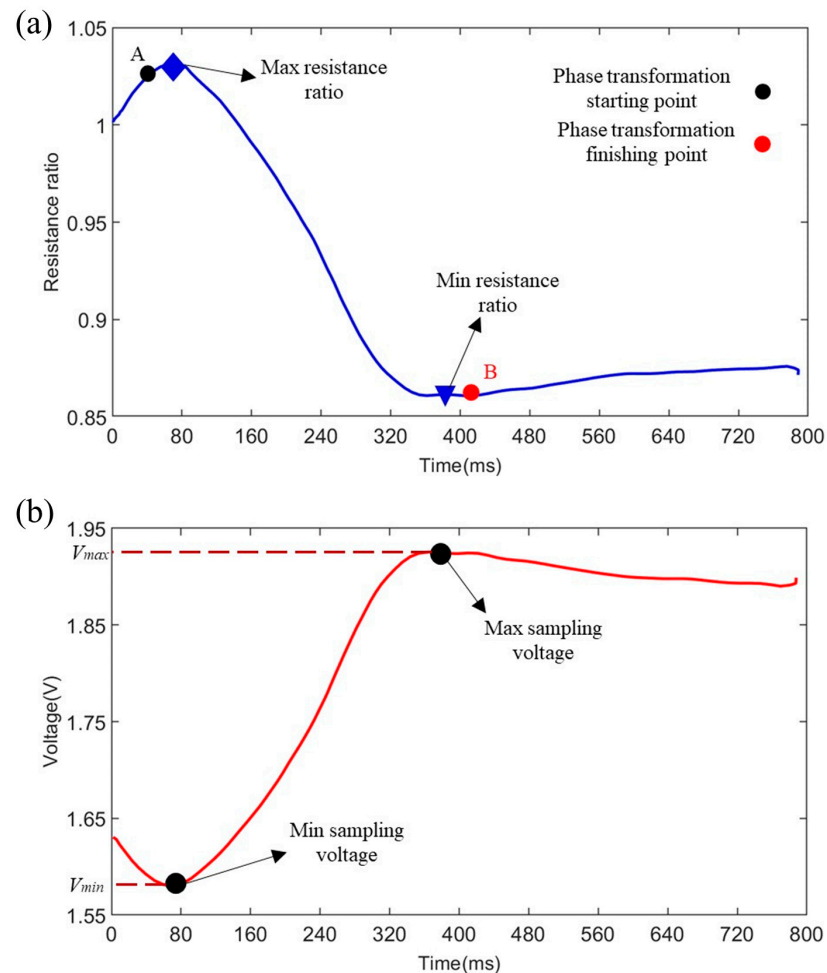 (a)
1.05
A
Max resistance
ratio
Phase transformation
starting point
Phase transformation
finishing point
1
0.95
Resistance ratio
Min resistance
ratio
0.9
B
0.85
0 80 160 240 320 400 480 560 640 720 800
Time(ms)
(b)
1.95
Vmax
Max sampling
voltage
1.85
1.75
Voltage(V)
1.65
Min sampling
voltage
Vmin
1.55
0 80 160 240 320 400 480 560 640 720 800
Time(ms)